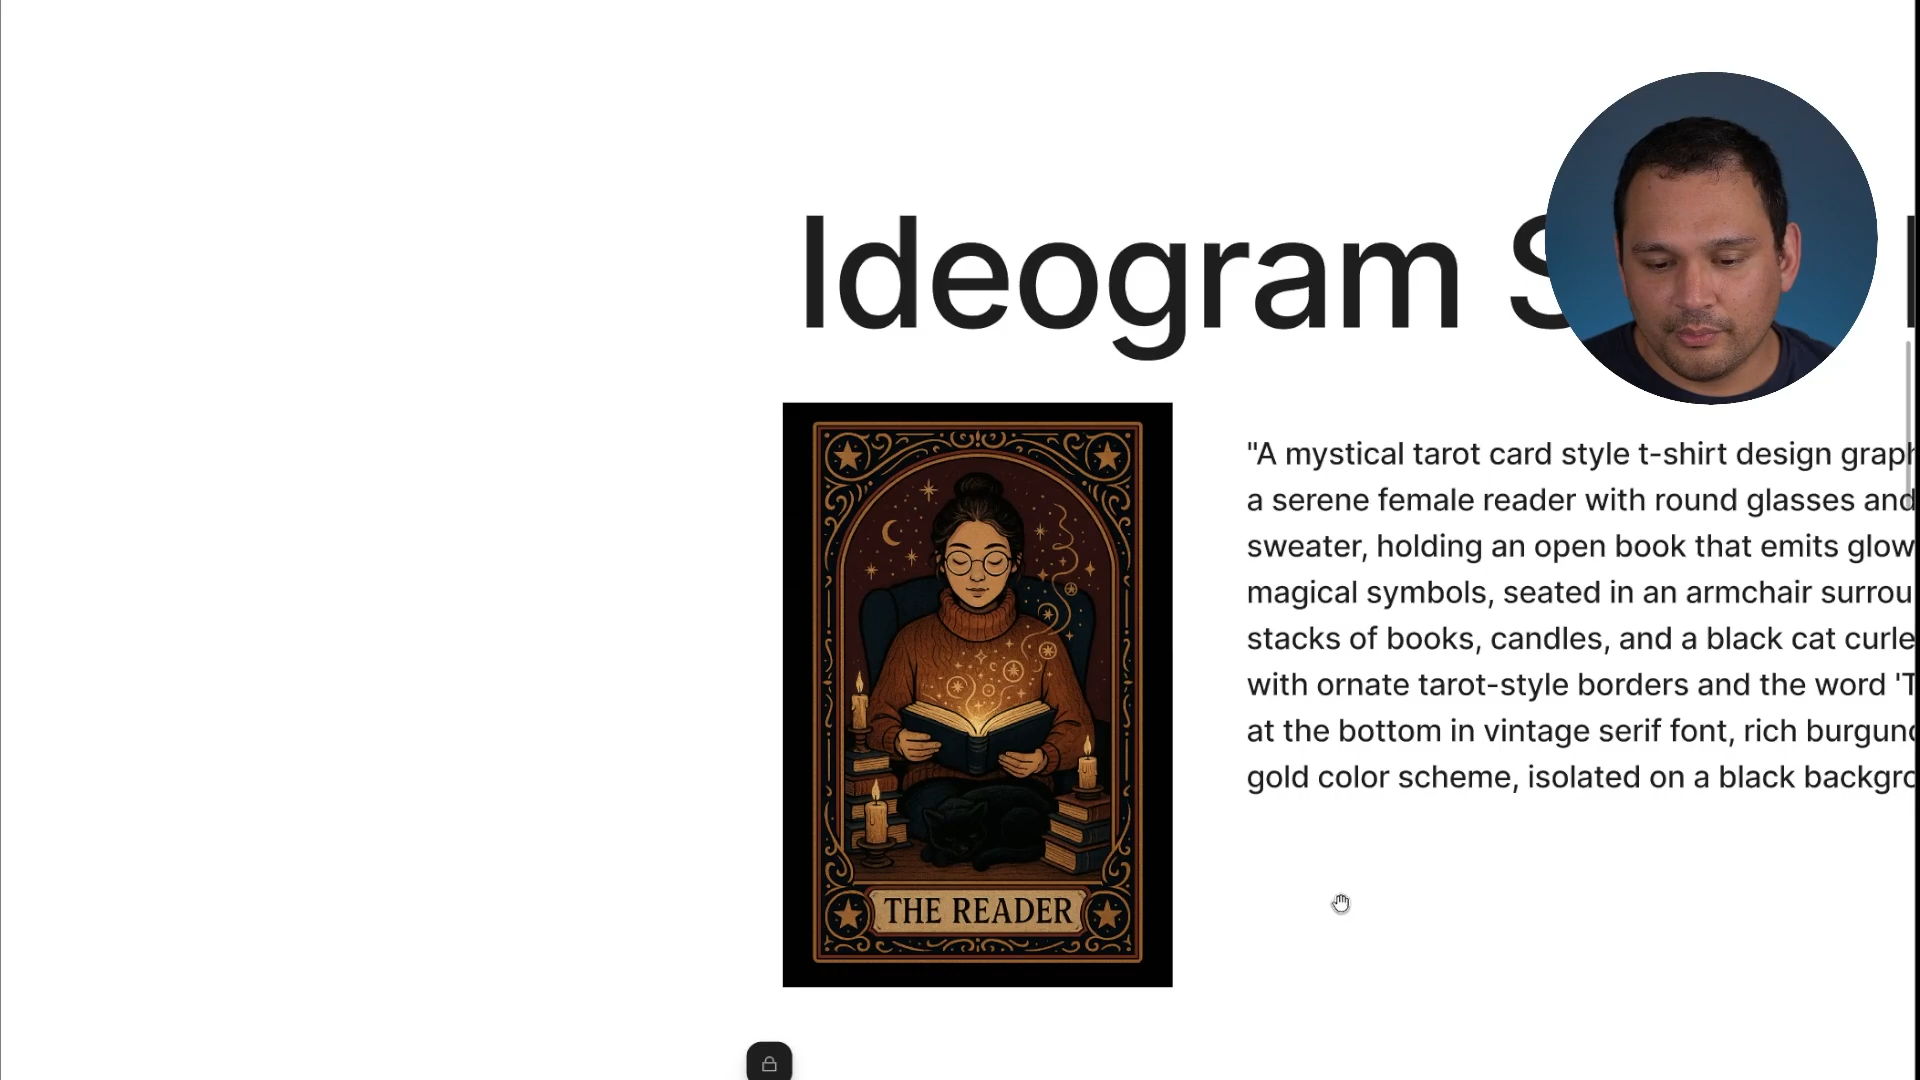 Ideogram
"A mystical tarot card style t-shirt design
a serene female reader with round glasses and
sweater, holding an open book that emits
magical symbols, seated in an armchair
stacks of books, candles, and a black cat
with ornate tarot-style borders and the word
at the bottom in vintage serif font, rich
gold color scheme, isolated on a black
THE READER